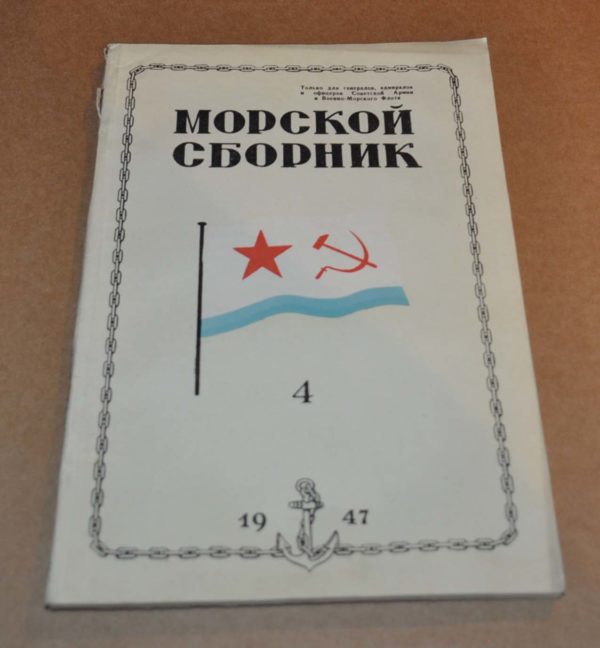 Только для генералов, адмиралов
и офицеров Советской Армии
и Военно-Морского Флота
МОРСКОЙ
СБОРНИК
4
19 47